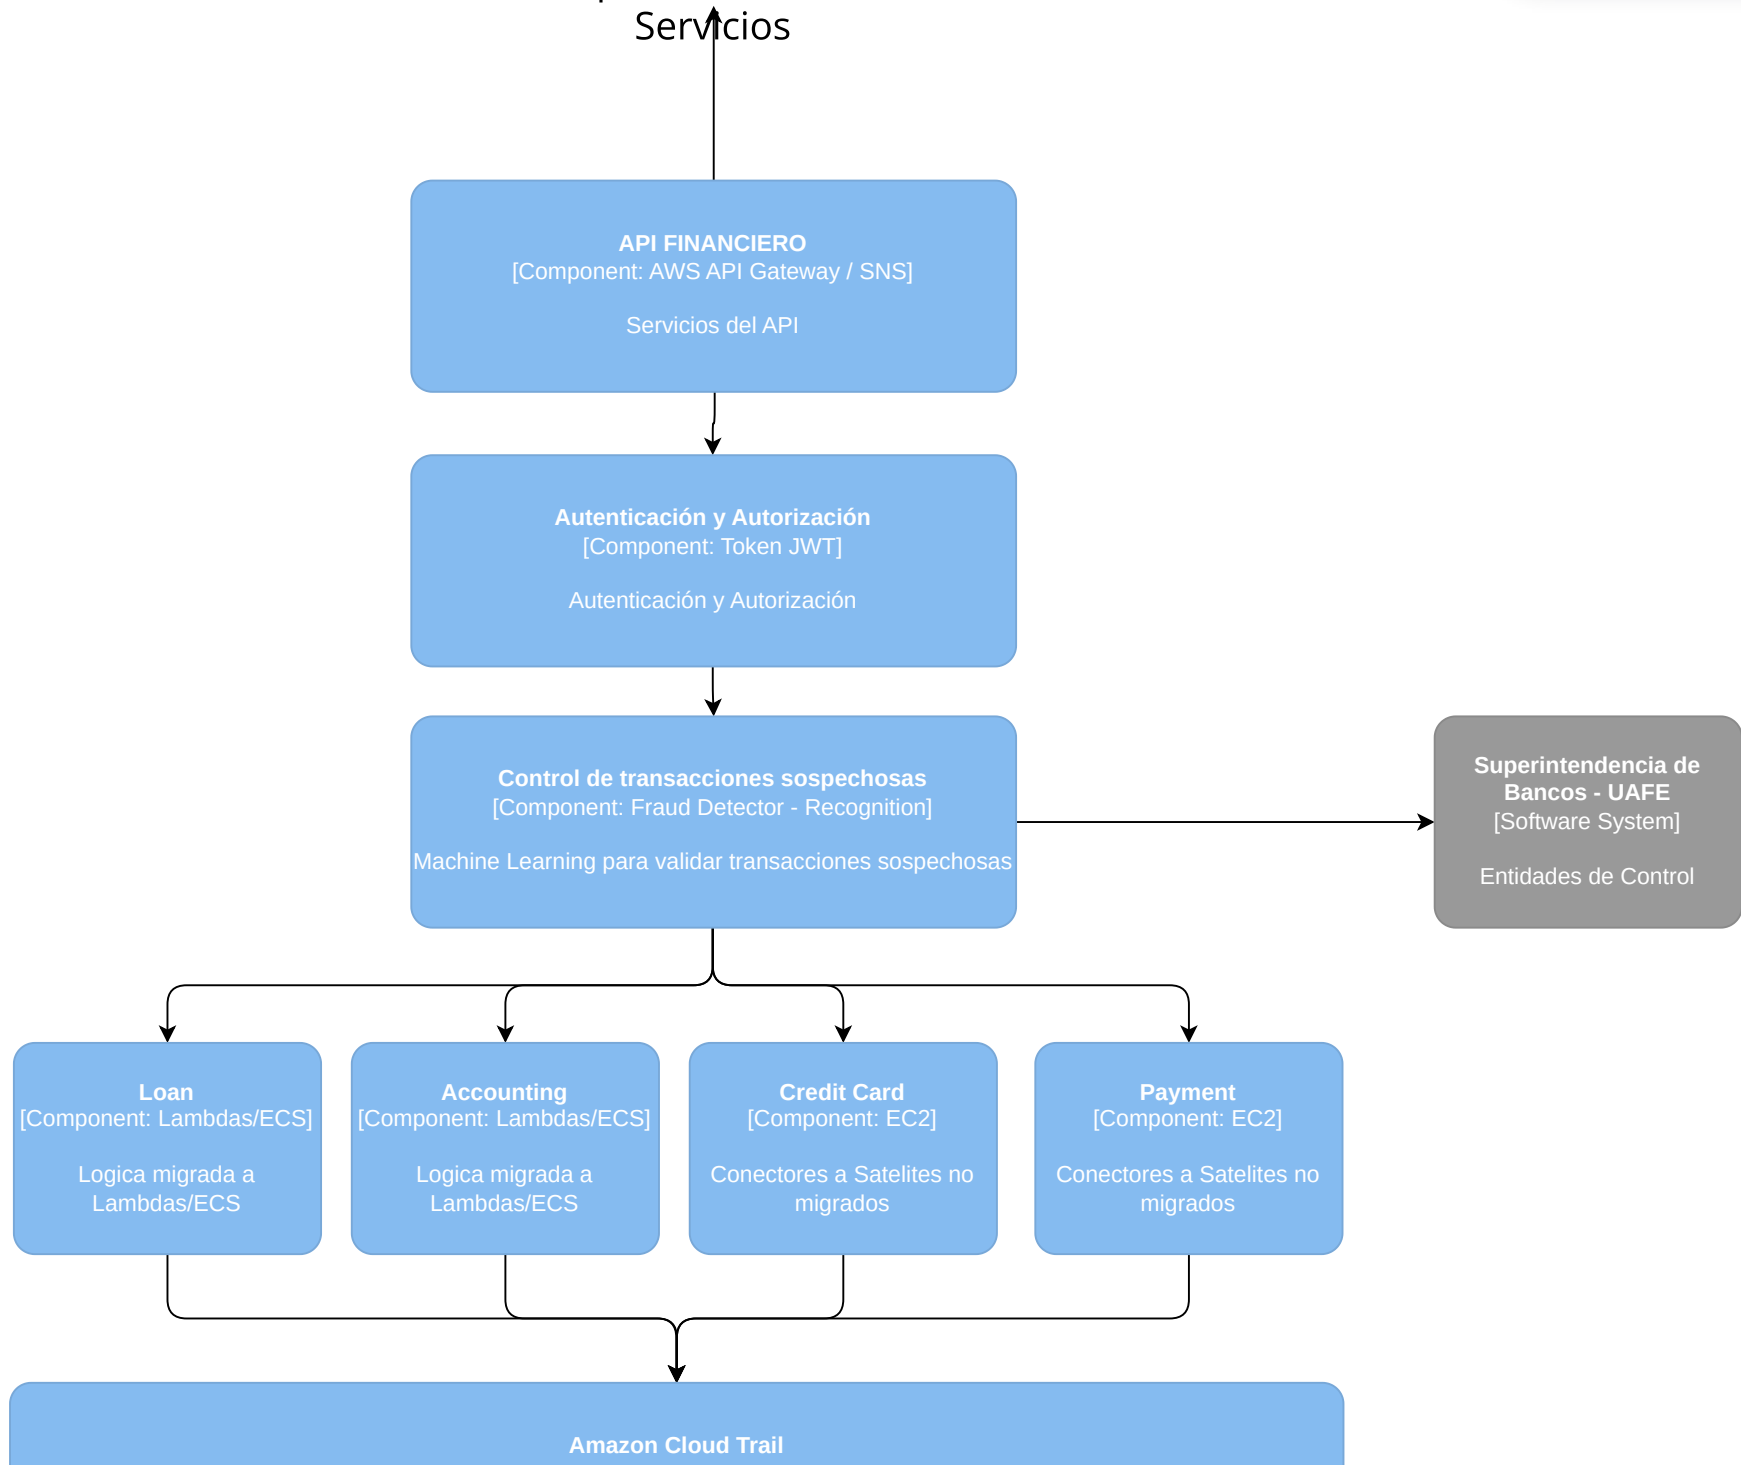 Servicios
API FINANCIERO
[Component: AWS API Gateway / SNS]
Servicios del API
Autenticación y Autorización
[Component: Token JWT]
Autenticación y Autorización
Control de transacciones sospechosas
[Component: Fraud Detector - Recognition]
Machine Learning para validar transacciones sospechosas
Superintendencia de
Bancos - UAFE
[Software System]
Entidades de Control
Loan
[Component: Lambdas/ECS]
Logica migrada a
Lambdas/ECS
Accounting
[Component: Lambdas/ECS]
Logica migrada a
Lambdas/ECS
Credit Card
[Component: EC2]
Conectores a Satelites no
migrados
Payment
[Component: EC2]
Conectores a Satelites no
migrados
Amazon Cloud Trail